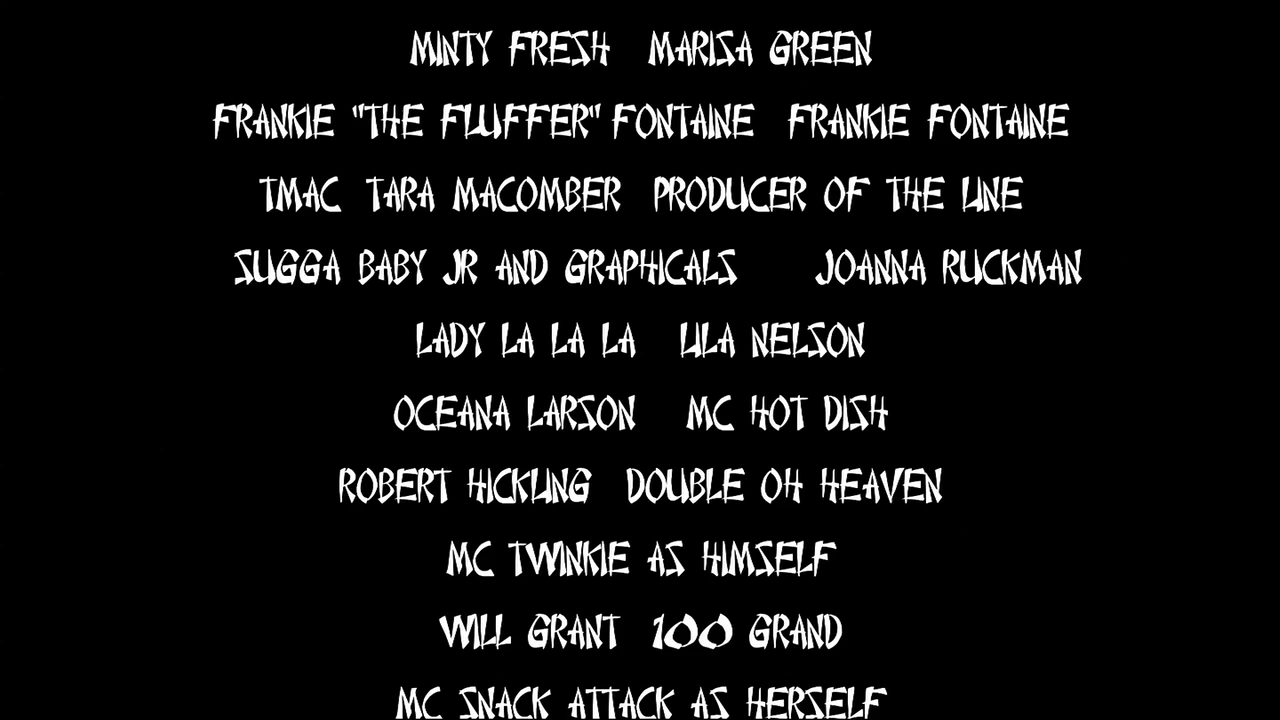 MINTY FRESH MARISA GREEN
FRANKIE "THE FLUFFER" FONTAINE FRANKIE FONTAINE
TMAC TARA MACOMBER PRODUCER OF THE LINE
SUGGA BABY JR AND GRAPHICALS JOANNA RUCKMAN
LADY LA LA LA LILA NELSON
OCEANA LARSON MC HOT DISH
ROBERT HICKLING DOUBLE OH HEAVEN
MC TWINKIE AS HIMSELF
WILL GRANT 100 GRAND
MC SNACK ATTACK AS HERSELF